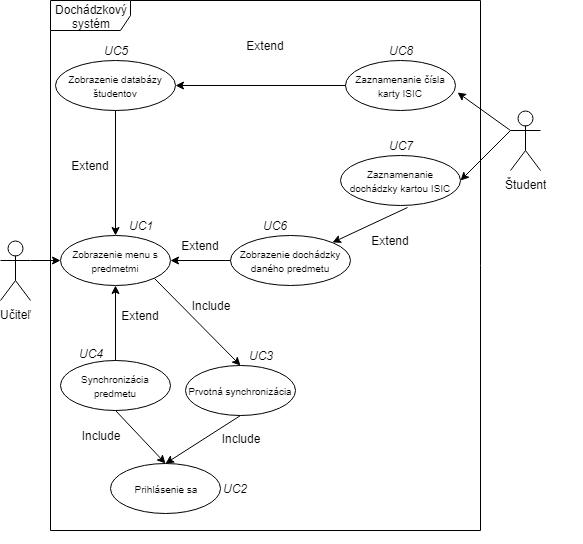 Dochádzkový
systém
UC5
Extend
UC8
Zobrazenie databázy
študentov
Zaznamenanie čísla
karty ISIC
UC7
Extend
Zaznamenanie
dochádzky kartou ISIC
Študent
UC1
UC6
Extend
Extend
Zobrazenie menu s
predmetmi
Zobrazenie dochádzky
daného predmetu
Učiteľ
Extend
Include
UC4
UC3
Synchronizácia
predmetu
Prvotná synchronizácia
Include
Include
Prihlásenie sa
UC2